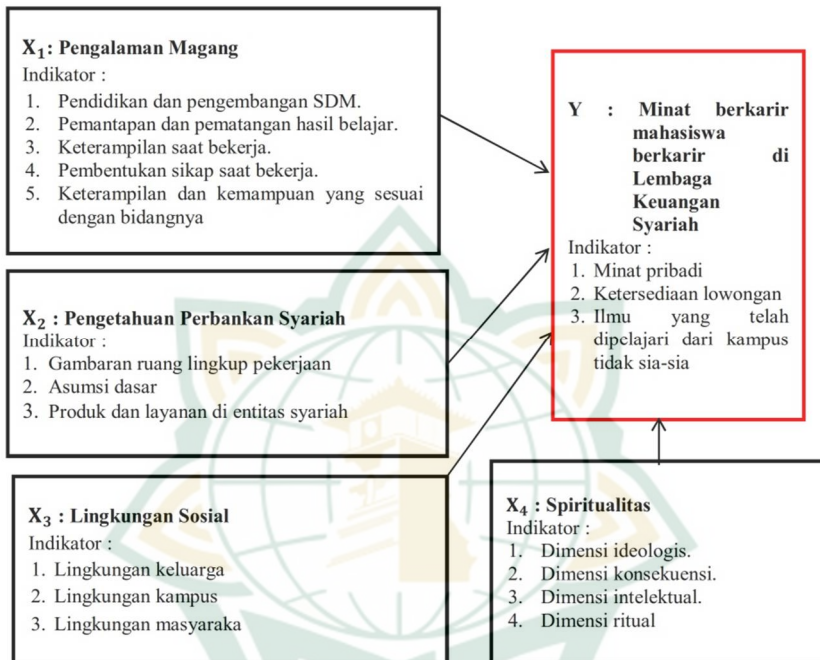 X₁: Pengalaman Magang
Indikator :
1. Pendidikan dan pengembangan SDM.
2. Pemantapan dan pematangan hasil belajar.
3. Keterampilan saat bekerja.
4. Pembentukan sikap saat bekerja.
5. Keterampilan dan kemampuan yang sesuai
dengan bidangnya
X₂ : Pengetahuan Perbankan Syariah
Indikator :
1. Gambaran ruang lingkup pekerjaan
2. Asumsi dasar
3. Produk dan layanan di entitas syariah
X₃ : Lingkungan Sosial
Indikator :
1. Lingkungan keluarga
2. Lingkungan kampus
3. Lingkungan masyaraka
Y : Minat berkarir
mahasiswa
berkarir di
Lembaga
Keuangan
Syariah
Indikator :
1. Minat pribadi
2. Ketersediaan lowongan
3. Ilmu yang telah
dipelajari dari kampus
tidak sia-sia
X₄ : Spiritualitas
Indikator :
1. Dimensi ideologis.
2. Dimensi konsekuensi.
3. Dimensi intelektual.
4. Dimensi ritual